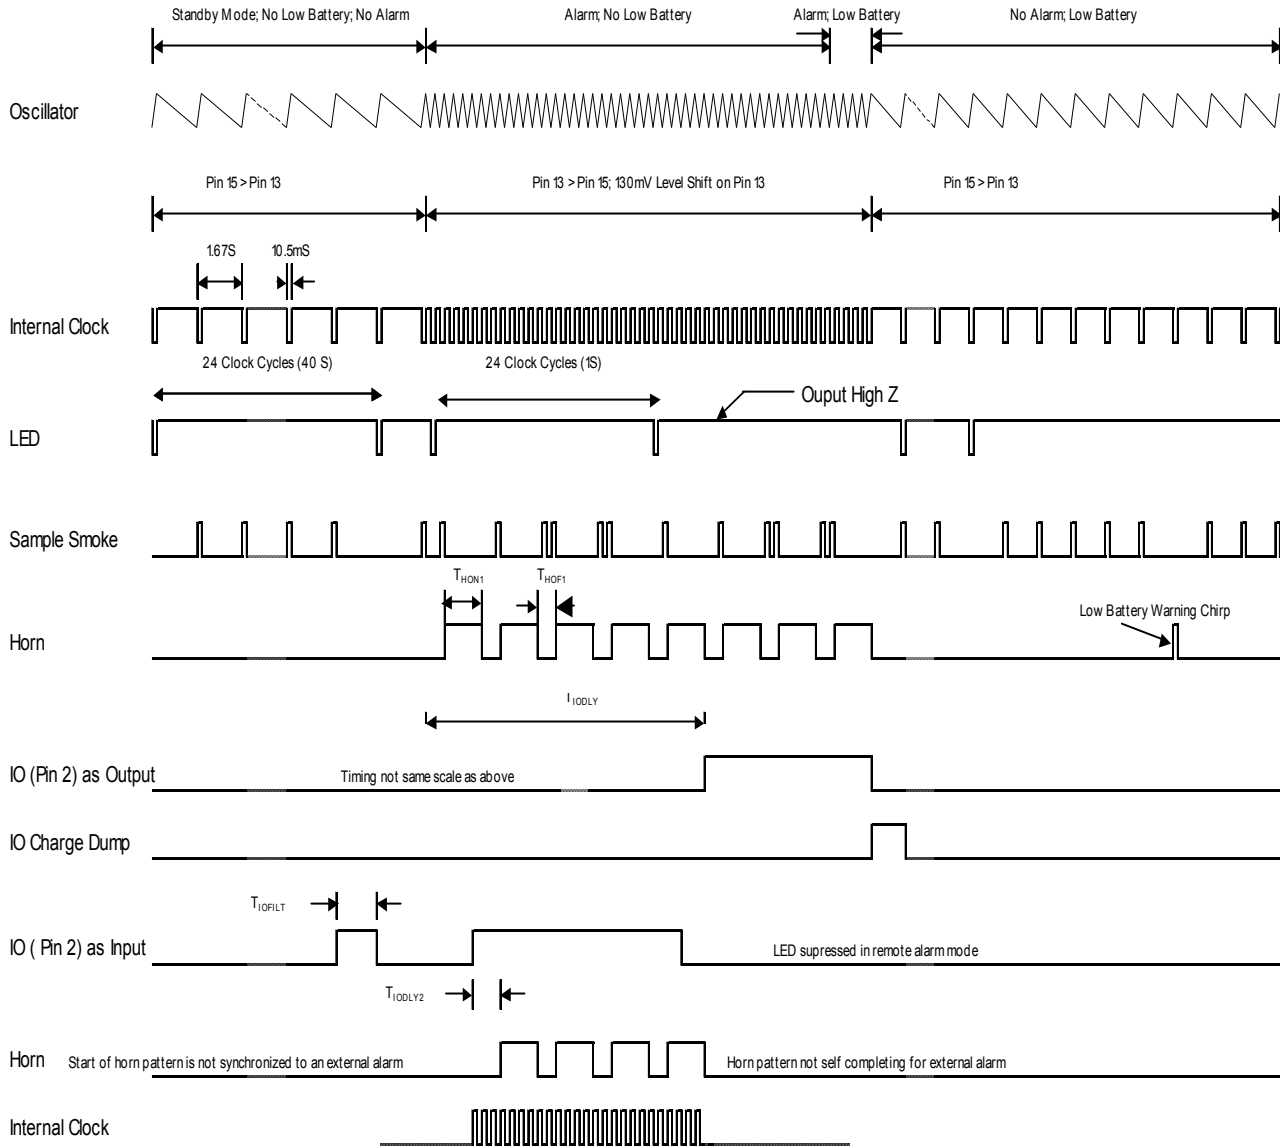 Standby Mode; No Low Battery; No Alarm
Alarm; No Low Battery
Alarm; Low Battery
No Alarm; Low Battery
Oscillator
Pin 15 > Pin 13
Pin 13 > Pin 15; 130mV Level Shift on Pin 13
Pin 15 > Pin 13
1.67S
10.5mS
Internal Clock
24 Clock Cycles (40 S)
24 Clock Cycles (1S)
Ouput High Z
LED
Sample Smoke
THON1
THOF1
Low Battery Warning Chirp
Horn
TIODLY
IO (Pin 2) as Output
Timing not same scale as above
IO Charge Dump
TIOFILT
IO ( Pin 2) as Input
LED supressed in remote alarm mode
TIODLY2
Horn
Start of horn pattern is not synchronized to an external alarm
Horn pattern not self completing for external alarm
Internal Clock